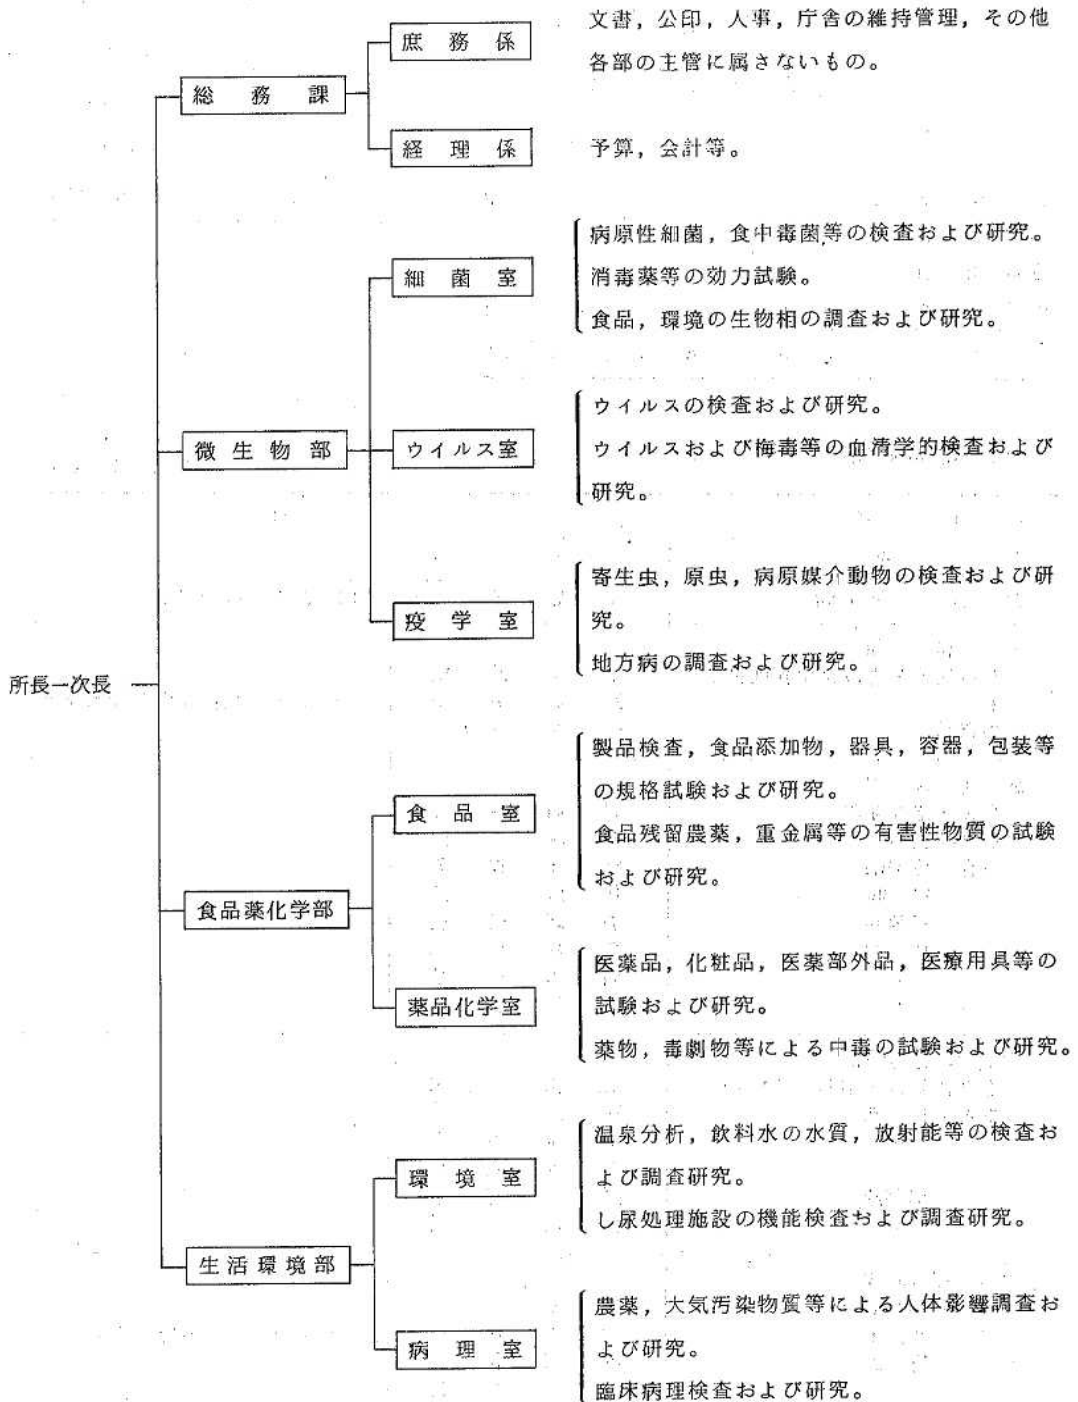 庶務係
文書，公印，人事，庁舎の維持管理，その他
各部の主管に属さないもの。
総務課
経理係
予算，会計等。
細菌室
病原性細菌，食中毒菌等の検査および研究。
消毒薬等の効力試験。
食品，環境の生物相の調査および研究。
微生物部
ウイルス室
ウイルスの検査および研究。
ウイルスおよび梅毒等の血清学的検査および
研究。
疫学室
寄生虫，原虫，病原媒介動物の検査および研
究。
地方病の調査および研究。
所長―次長
食品室
製品検査，食品添加物，器具，容器，包装等
の規格試験および研究。
食品残留農薬，重金属等の有害性物質の試験
および研究。
食品薬化学部
薬品化学室
医薬品，化粧品，医薬部外品，医療用具等の
試験および研究。
薬物，毒劇物等による中毒の試験および研究。
環境室
温泉分析，飲料水の水質，放射能等の検査お
よび調査研究。
し尿処理施設の機能検査および調査研究。
生活環境部
病理室
農薬，大気汚染物質等による人体影響調査お
よび研究。
臨床病理検査および研究。